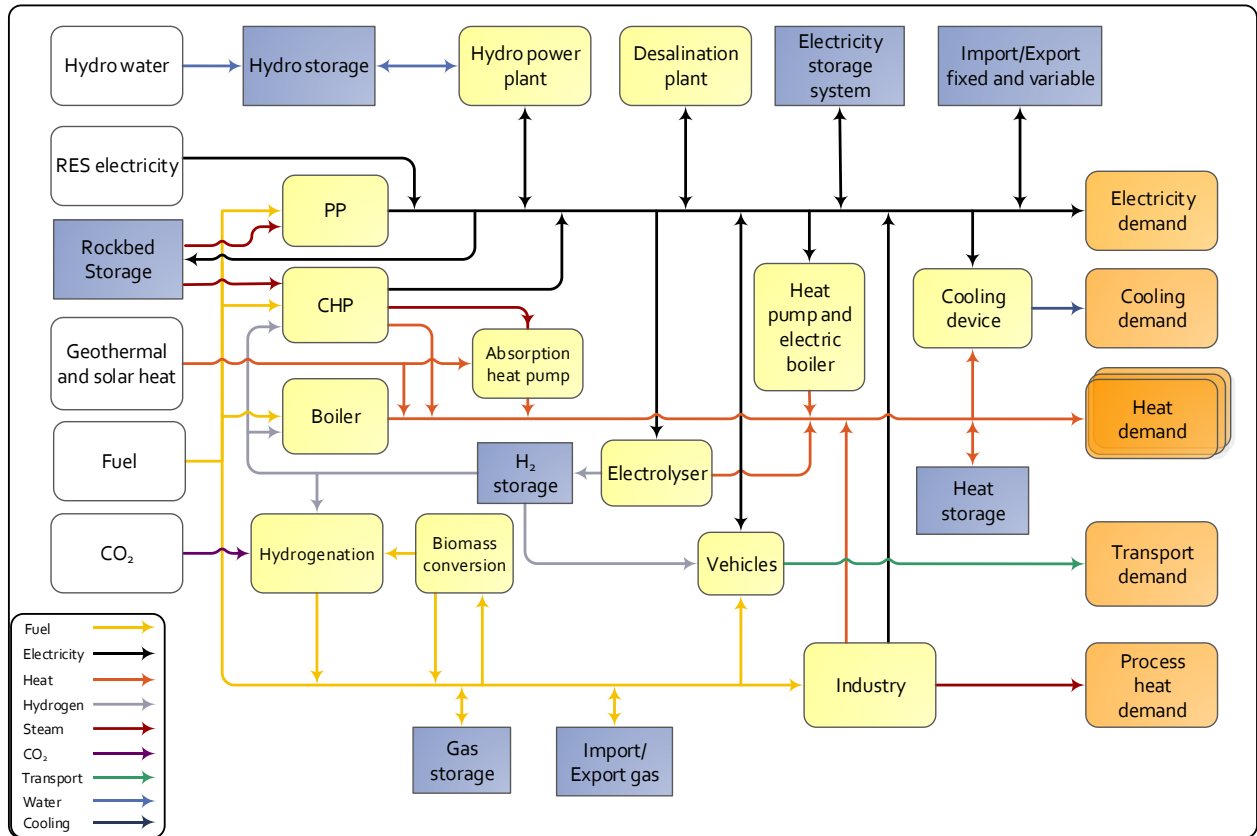 Hydro water
Hydro storage
Hydro power
plant
Desalination
plant
Electricity
storage
system
Import/Export
fixed and variable
RES electricity
PP
Electricity
demand
Rockbed
Storage
CHP
Heat
pump and
electric
boiler
Cooling
device
Cooling
demand
Geothermal
and solar heat
Absorption
heat pump
Boiler
Heat
demand
Fuel
H₂
storage
Electrolyser
Heat
storage
CO₂
Hydrogenation
Biomass
conversion
Vehicles
Transport
demand
Fuel
Electricity
Heat
Hydrogen
Steam
CO₂
Transport
Water
Cooling
Industry
Process
heat
demand
Gas
storage
Import/
Export gas